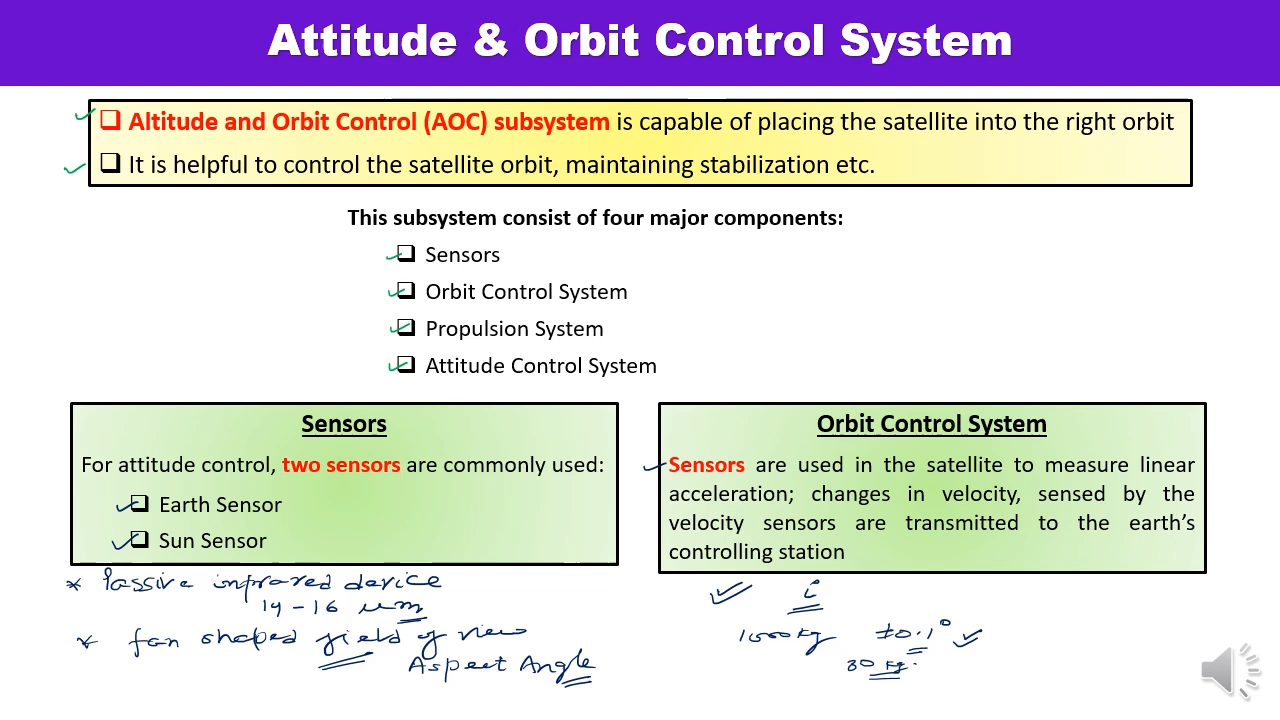 Attitude & Orbit Control System
Altitude and Orbit Control (AOC) subsystem is capable of placing the satellite into the right orbit
It is helpful to control the satellite orbit, maintaining stabilization etc.
This subsystem consist of four major components:
Sensors
Orbit Control System
Propulsion System
Attitude Control System
Sensors
For attitude control, two sensors are commonly used:
Earth Sensor
Sun Sensor
* Passive infrared device
14-16 μm
* fan shaped field of view
Aspect Angle
Orbit Control System
Sensors are used in the satellite to measure linear
acceleration; changes in velocity, sensed by the
velocity sensors are transmitted to the earth's
controlling station
i
1000kg ±0.1°
30 kg.